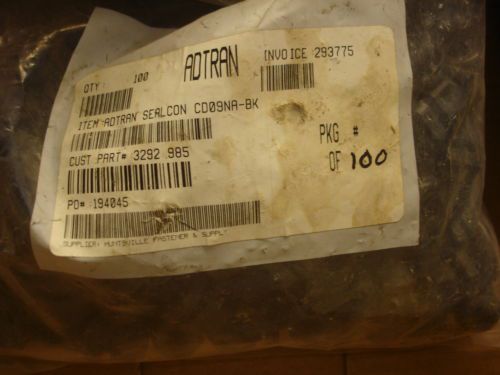 QTY: 100
ADTRAN
INVOICE 293775
ITEM ADTRAN SEALCON CD09NA-BK
CUST PART# 3292 985
PKG #
OF 100
PO# 194045
SUPPLIER: HUNTSVILLE FASTENER & SUPPLY